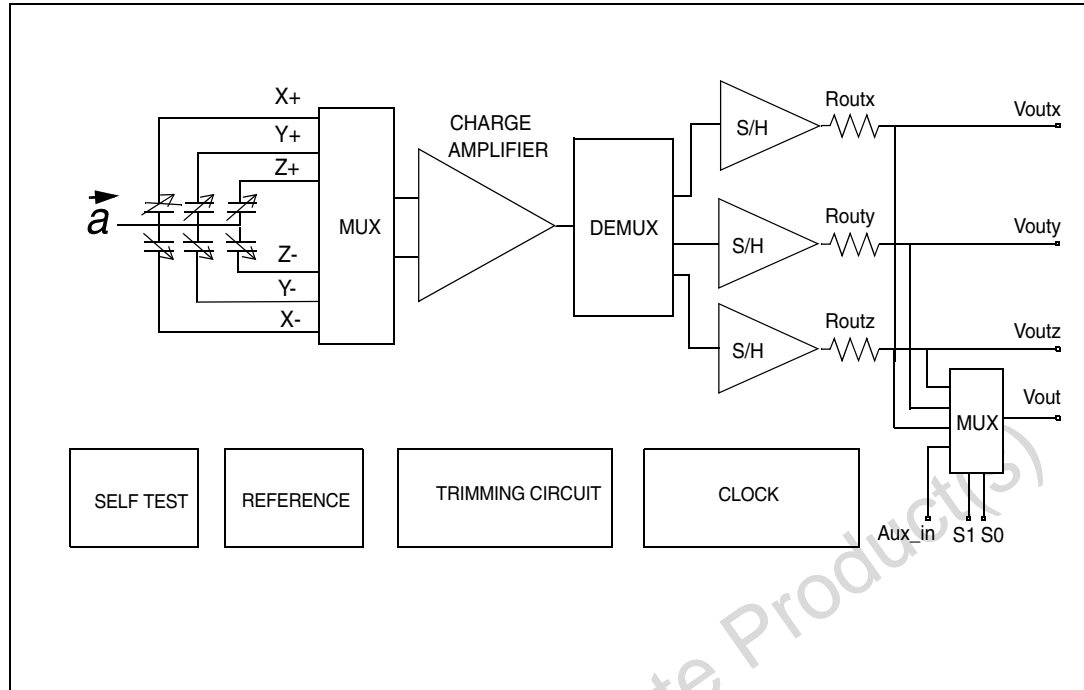 X+
Y+
Z+
a
Z-
Y-
X-
MUX
CHARGE
AMPLIFIER
DEMUX
S/H
Routx
Voutx
S/H
Routy
Vouty
S/H
Routz
Voutz
MUX
Vout
Aux_in
S1 S0
SELF TEST
REFERENCE
TRIMMING CIRCUIT
CLOCK
Product(s)